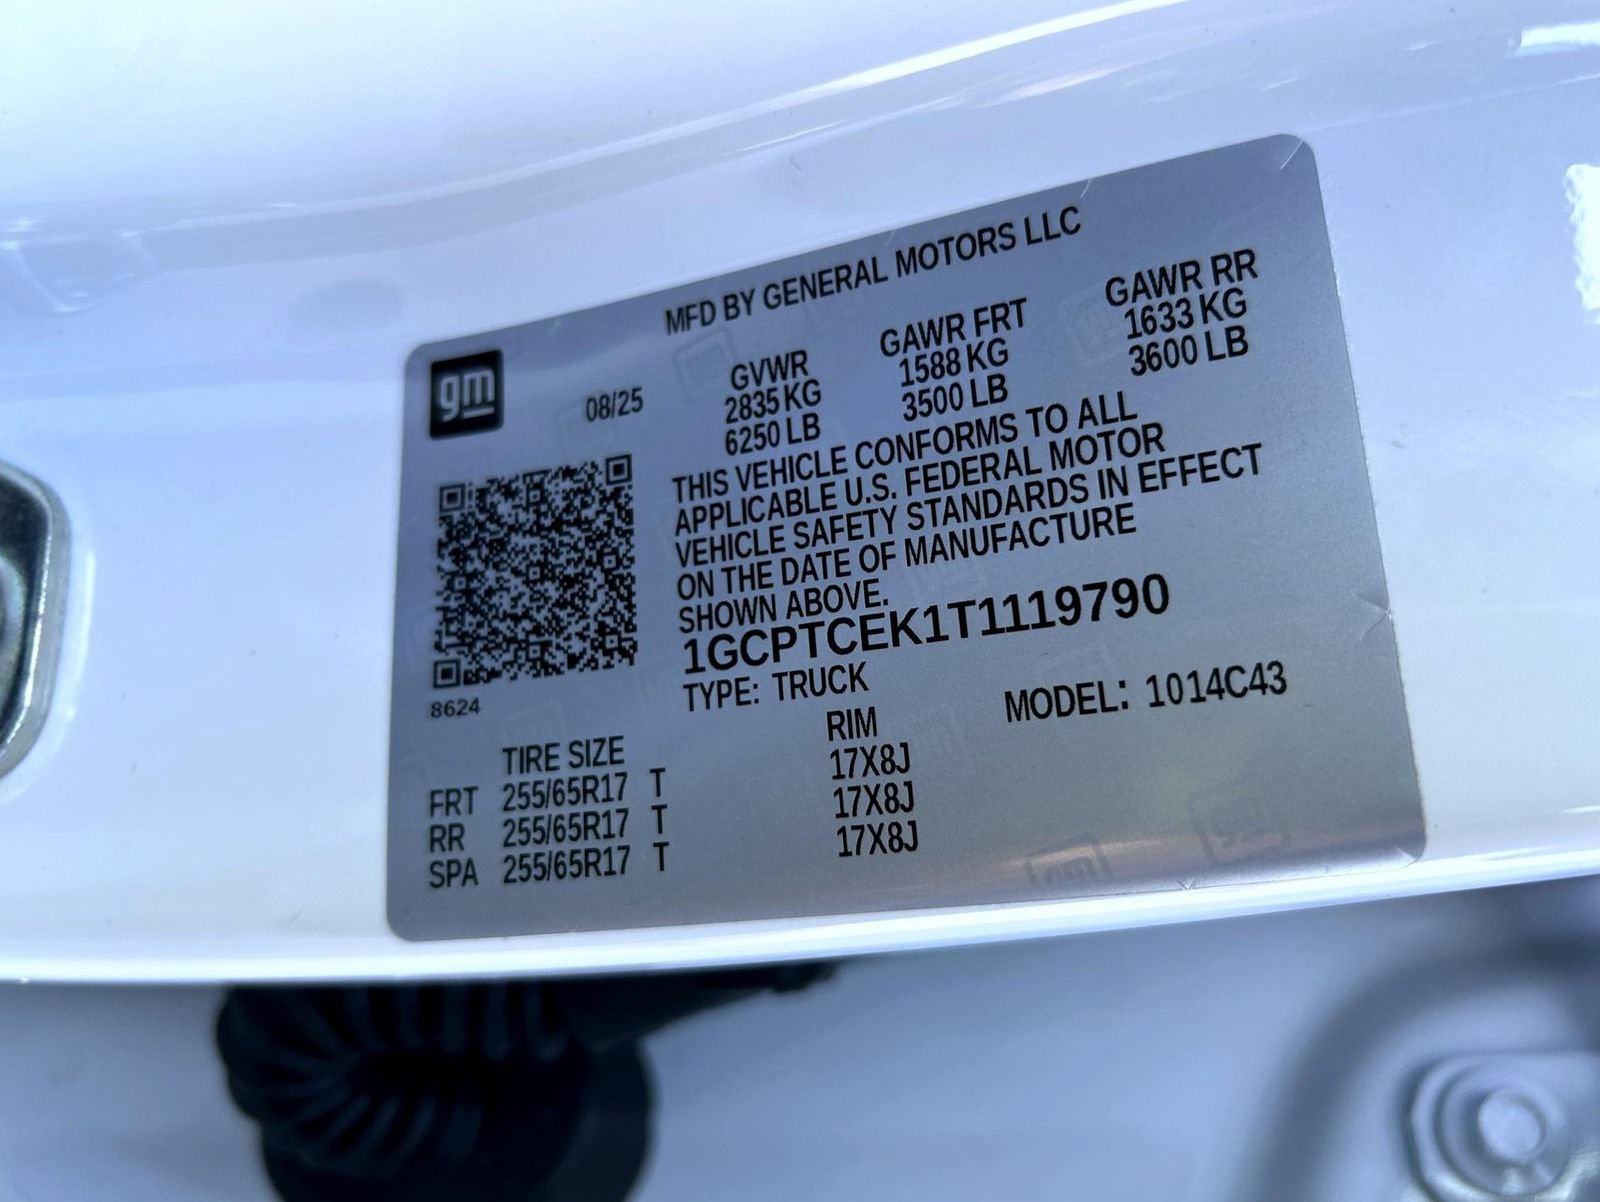 MFD BY GENERAL MOTORS LLC
gm
08/25
GVWR GAWR FRT GAWR RR
2835 KG 1588 KG 1633 KG
6250 LB 3500 LB 3600 LB
THIS VEHICLE CONFORMS TO ALL
APPLICABLE U.S. FEDERAL MOTOR
VEHICLE SAFETY STANDARDS IN EFFECT
ON THE DATE OF MANUFACTURE
SHOWN ABOVE.
1GCPTCEK1T1119790
TYPE: TRUCK MODEL: 1014C43
8624
TIRE SIZE RIM
FRT 255/65R17 T 17X8J
RR 255/65R17 T 17X8J
SPA 255/65R17 T 17X8J